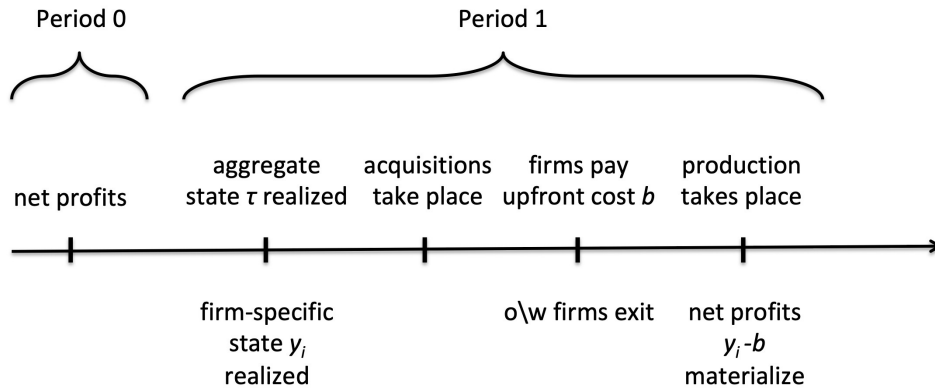 Period 0
Period 1
net profits
aggregate
state τ realized
acquisitions
take place
firms pay
upfront cost b
production
takes place
firm-specific
state yᵢ
realized
o\w firms exit
net profits
yᵢ -b
materialize